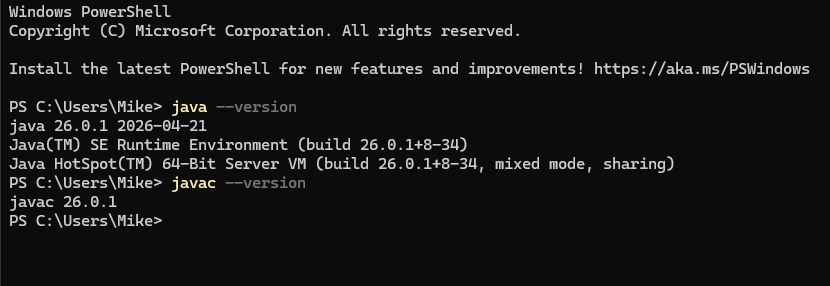 Windows PowerShell
Copyright (C) Microsoft Corporation. All rights reserved.
Install the latest PowerShell for new features and improvements! https://aka.ms/PSWindows
PS C:\Users\Mike> java --version
java 26.0.1 2026-04-21
Java(TM) SE Runtime Environment (build 26.0.1+8-34)
Java HotSpot(TM) 64-Bit Server VM (build 26.0.1+8-34, mixed mode, sharing)
PS C:\Users\Mike> javac --version
javac 26.0.1
PS C:\Users\Mike>